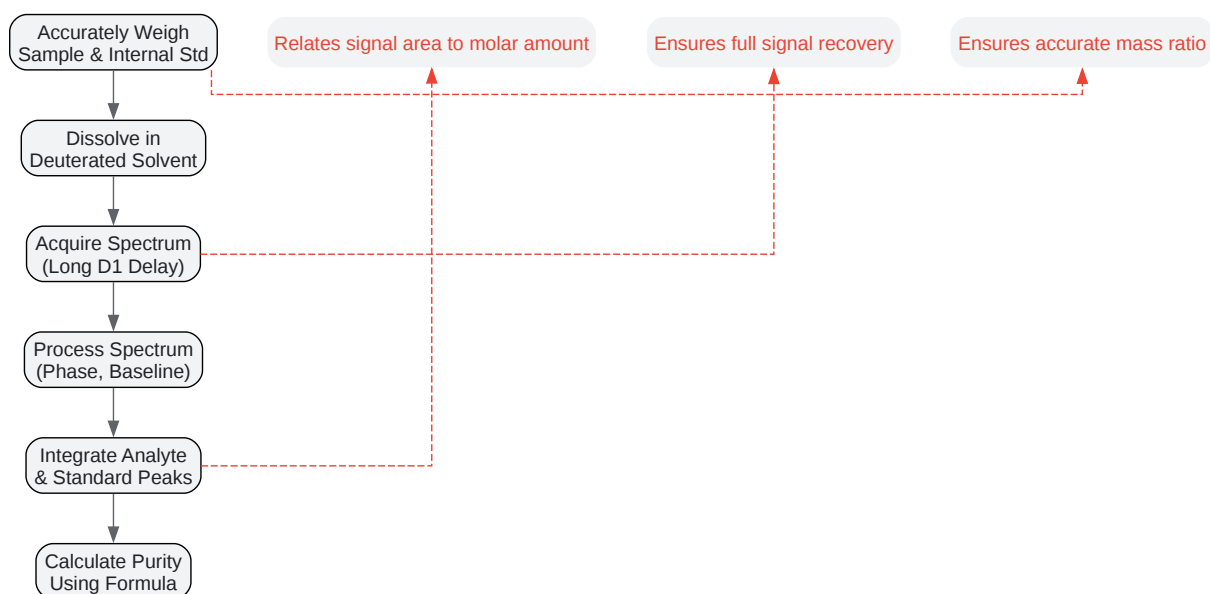 Accurately Weigh
Sample & Internal Std
Relates signal area to molar amount
Ensures full signal recovery
Ensures accurate mass ratio
Dissolve in
Deuterated Solvent
Acquire Spectrum
(Long D1 Delay)
Process Spectrum
(Phase, Baseline)
Integrate Analyte
& Standard Peaks
Calculate Purity
Using Formula